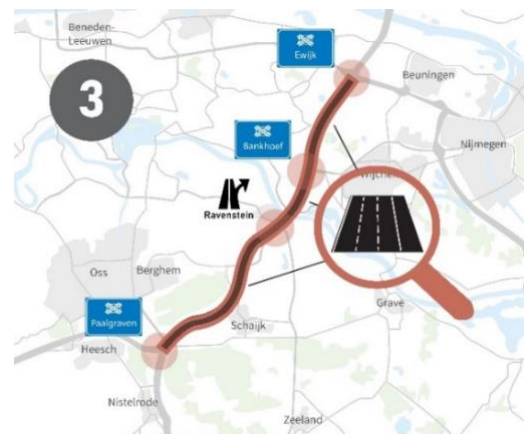 Beneden-
Leeuwen
Ewijk
Beuningen
3
Nijmegen
Bankhoef
Ravenstein
Oss
Berghem
Grave
Paalgraven
Schaijk
Heesch
Nistelrode
Zeeland